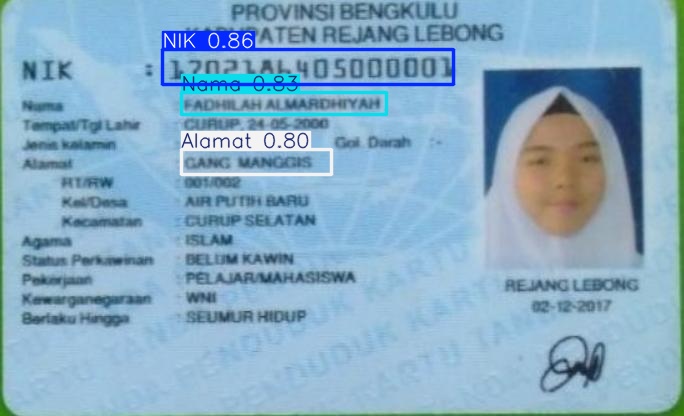 PROVINSI BENGKULU
KABUPATEN REJANG LEBONG
NIK 0.86
NIK :
Nama 0.83
Nama FADHILAH ALMARDHIYAH
Tempat/Tgl Lahir : CURUP, 24-05-2000
Alamat 0.80
Jenis kelamin Gol. Darah :-
Alamat GANG MANGGIS
RT/RW : 001/002
Kel/Desa : AIR PUTIH BARU
Kecamatan : CURUP SELATAN
Agama : ISLAM
Status Perkawinan : BELUM KAWIN
Pekerjaan : PELAJAR/MAHASISWA
Kewarganegaraan : WNI
Berlaku Hingga : SEUMUR HIDUP
REJANG LEBONG
02-12-2017